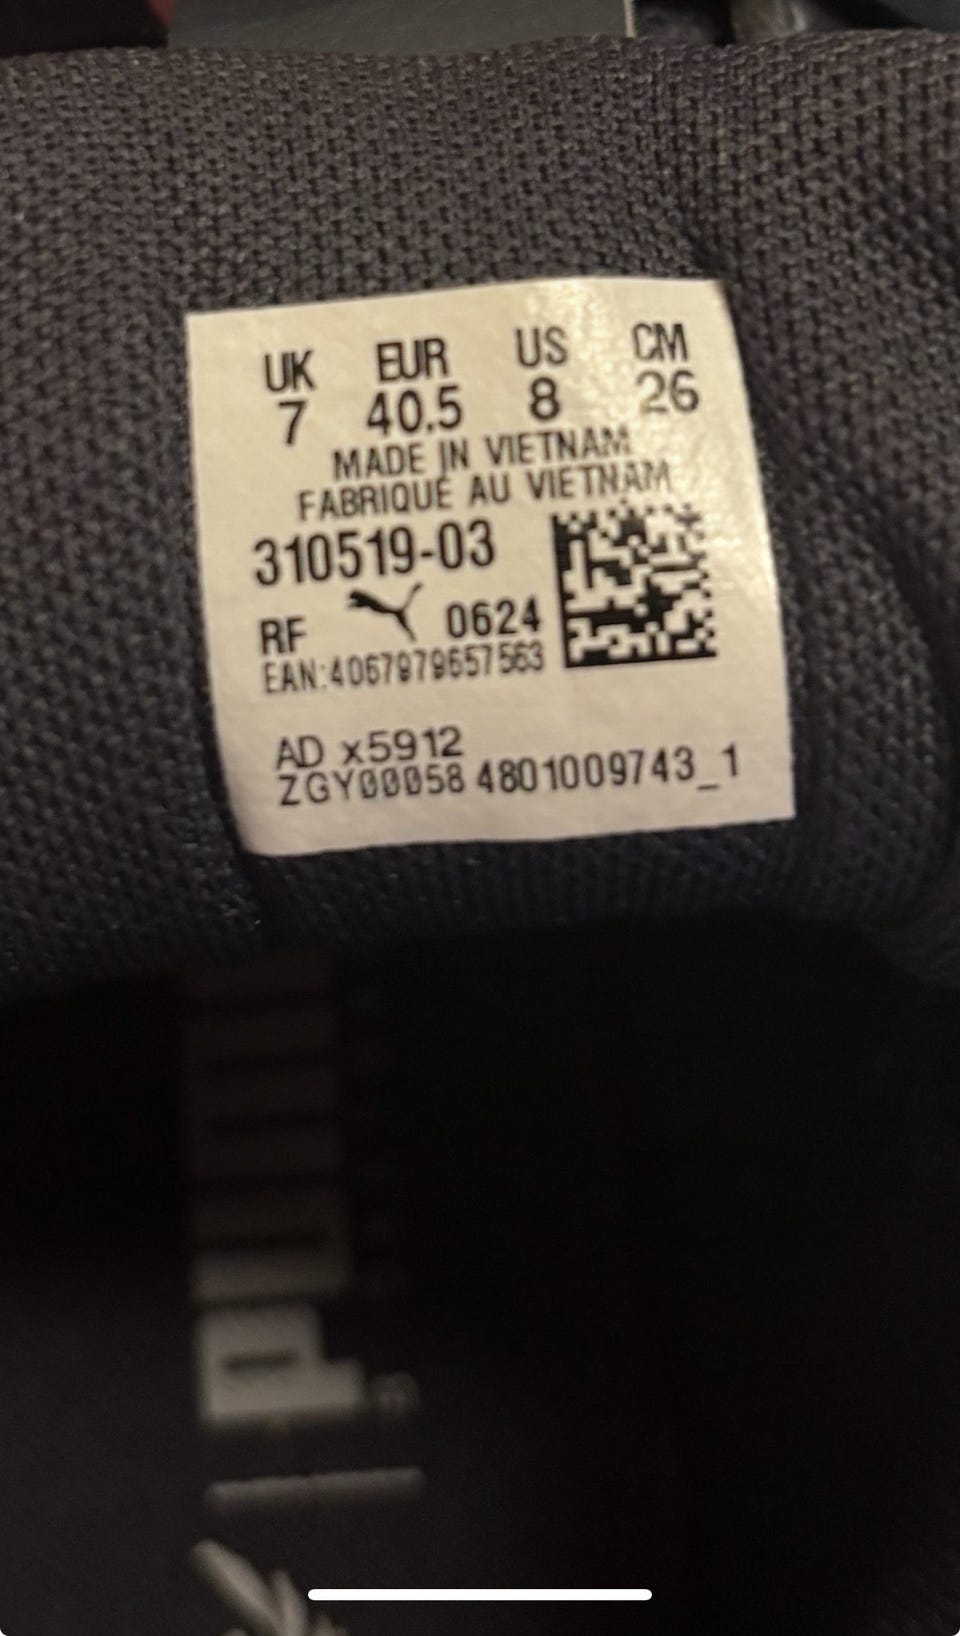 UK EUR US CM
7 40.5 8 26
MADE IN VIETNAM
FABRIQUÉ AU VIETNAM
310519-03
RF 0624
EAN:4067979657563
AD x5912
ZGY00058 4801009743_1